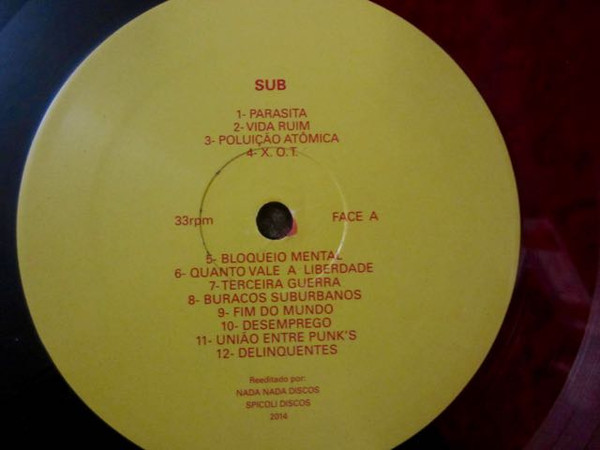 SUB
1- PARASITA
2- VIDA RUIM
3- POLUIÇÃO ATÔMICA
4- X. O.T.
33rpm FACE A
5- BLOQUEIO MENTAL
6- QUANTO VALE A LIBERDADE
7- TERCEIRA GUERRA
8- BURACOS SUBURBANOS
9- FIM DO MUNDO
10- DESEMPREGO
11- UNIÃO ENTRE PUNK'S
12- DELINQUENTES
Reeditado por:
NADA NADA DISCOS
SPICOLI DISCOS
2014